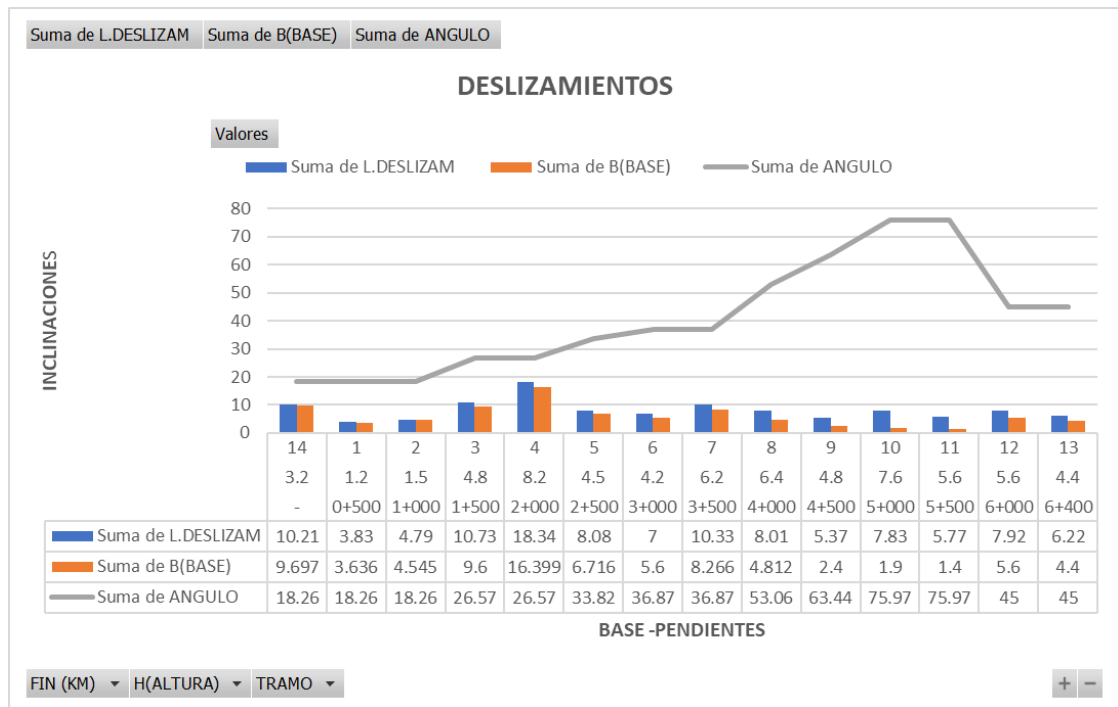 Suma de L.DESLIZAM Suma de B(BASE) Suma de ANGULO
DESLIZAMIENTOS
Valores
Suma de L.DESLIZAM Suma de B(BASE) Suma de ANGULO
INCLINACIONES
80
70
60
50
40
30
20
10
0
14 1 2 3 4 5 6 7 8 9 10 11 12 13
3.2 1.2 1.5 4.8 8.2 4.5 4.2 6.2 6.4 4.8 7.6 5.6 5.6 4.4
- 0+500 1+000 1+500 2+000 2+500 3+000 3+500 4+000 4+500 5+000 5+500 6+000 6+400
Suma de L.DESLIZAM 10.21 3.83 4.79 10.73 18.34 8.08 7 10.33 8.01 5.37 7.83 5.77 7.92 6.22
Suma de B(BASE) 9.697 3.636 4.545 9.6 16.399 6.716 5.6 8.266 4.812 2.4 1.9 1.4 5.6 4.4
Suma de ANGULO 18.26 18.26 18.26 26.57 26.57 33.82 36.87 36.87 53.06 63.44 75.97 75.97 45 45
BASE -PENDIENTES
FIN (KM) H(ALTURA) TRAMO + −